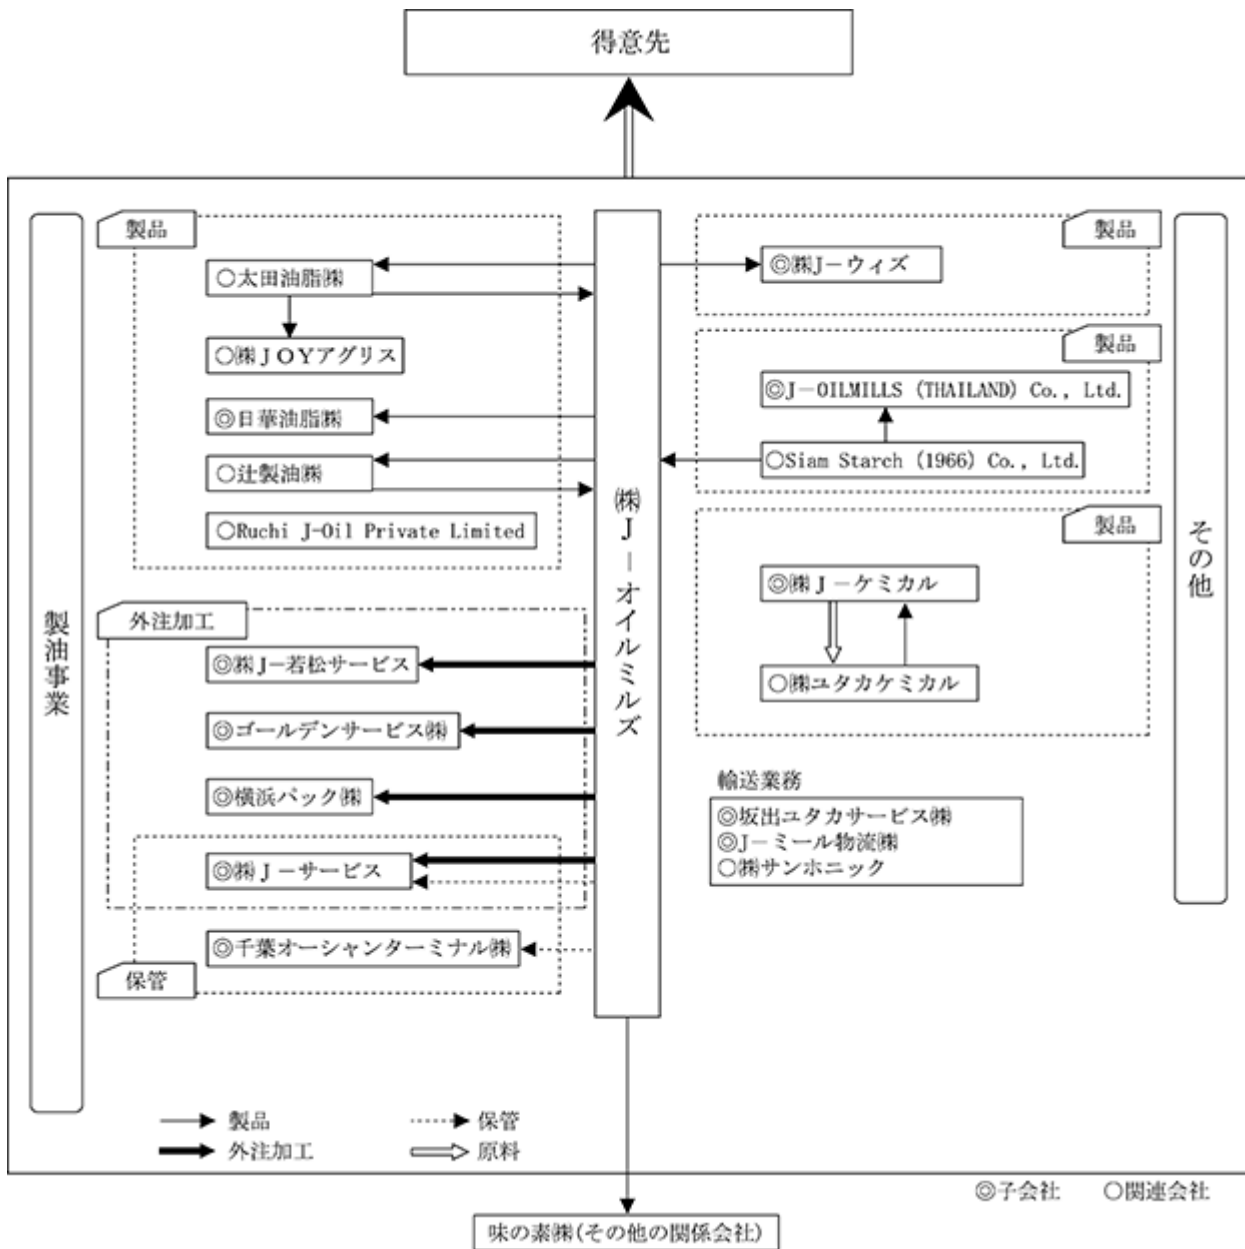 得意先
製油事業
製品
○太田油脂㈱
○㈱ＪＯＹアグリス
◎日華油脂㈱
○辻製油㈱
○Ruchi J-Oil Private Limited
外注加工
◎㈱Ｊ－若松サービス
◎ゴールデンサービス㈱
◎横浜パック㈱
◎㈱Ｊ－サービス
◎千葉オーシャンターミナル㈱
保管
㈱Ｊ－オイルミルズ
製品
◎㈱Ｊ－ウィズ
製品
◎J－OILMILLS (THAILAND) Co., Ltd.
○Siam Starch (1966) Co., Ltd.
製品
◎㈱Ｊ－ケミカル
○㈱ユタカケミカル
輸送業務
◎坂出ユタカサービス㈱
◎J－ミール物流㈱
○㈱サンホニック
その他
製品
保管
外注加工
原料
◎子会社　○関連会社
味の素㈱(その他の関係会社)